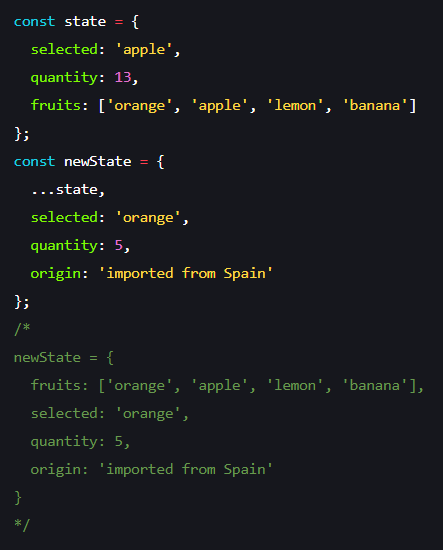 const state = {
  selected: 'apple',
  quantity: 13,
  fruits: ['orange', 'apple', 'lemon', 'banana']
};
const newState = {
  ...state,
  selected: 'orange',
  quantity: 5,
  origin: 'imported from Spain'
};
/*
newState = {
  fruits: ['orange', 'apple', 'lemon', 'banana'],
  selected: 'orange',
  quantity: 5,
  origin: 'imported from Spain'
}
*/